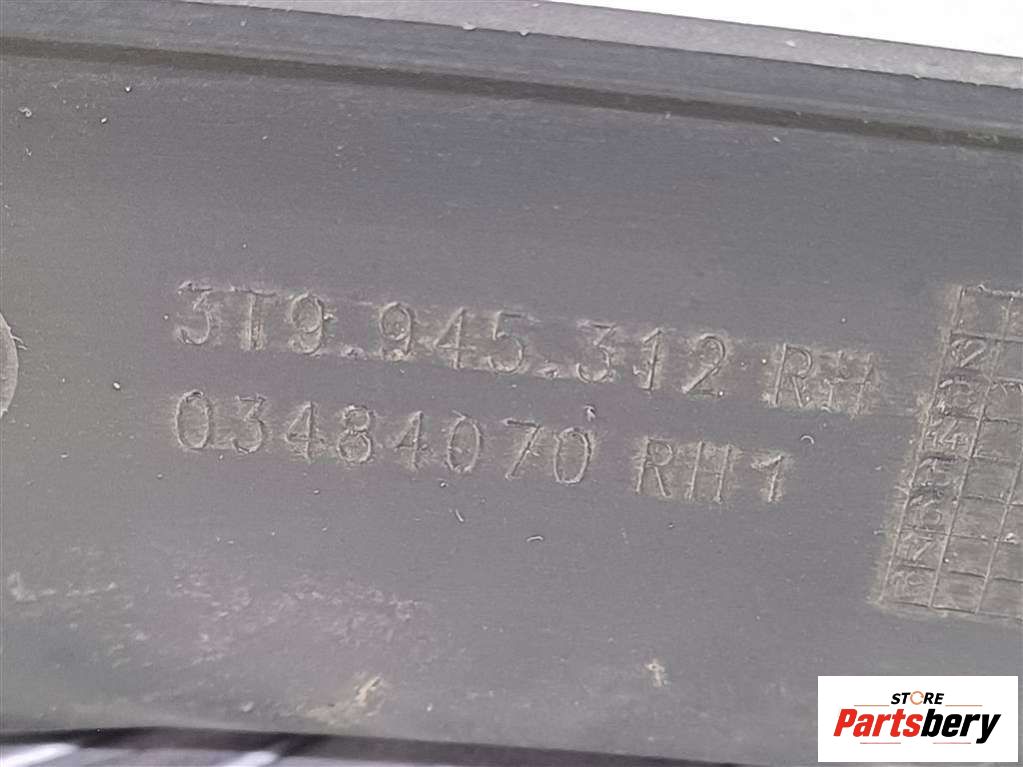 3T9.945.312 RH
03484070 RH1
STORE
Partsbery